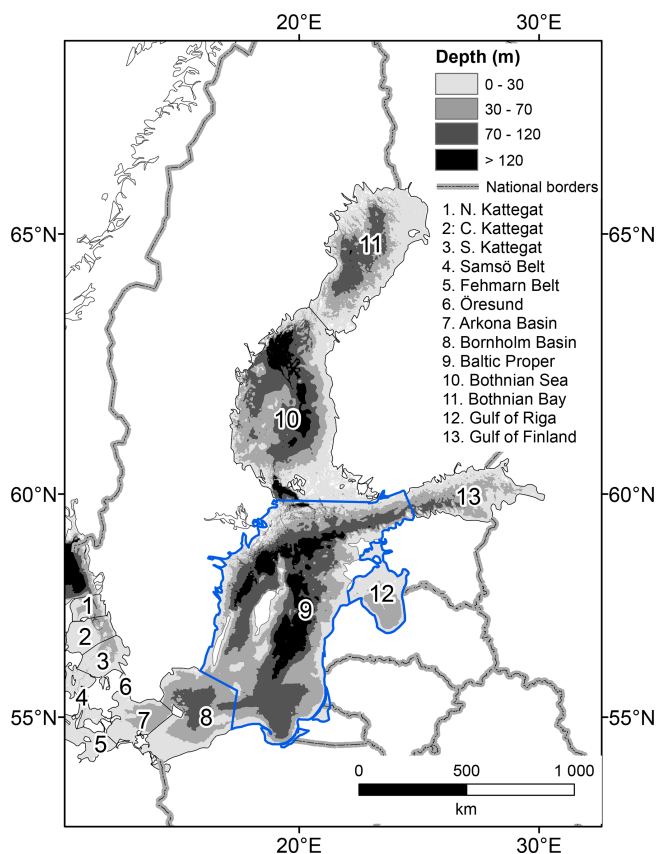 20°E 30°E
Depth (m)
0 - 30
30 - 70
70 - 120
> 120
National borders
1. N. Kattegat
2: C. Kattegat
3: S. Kattegat
4. Samsö Belt
5. Fehmarn Belt
6. Öresund
7. Arkona Basin
8. Bornholm Basin
9. Baltic Proper
10. Bothnian Sea
11. Bothnian Bay
12. Gulf of Riga
13. Gulf of Finland
65°N 65°N
11
10
60°N 60°N
13
12
9
1
2
3
6
4
55°N 55°N
7
8
5
0 500 1 000
km
20°E 30°E